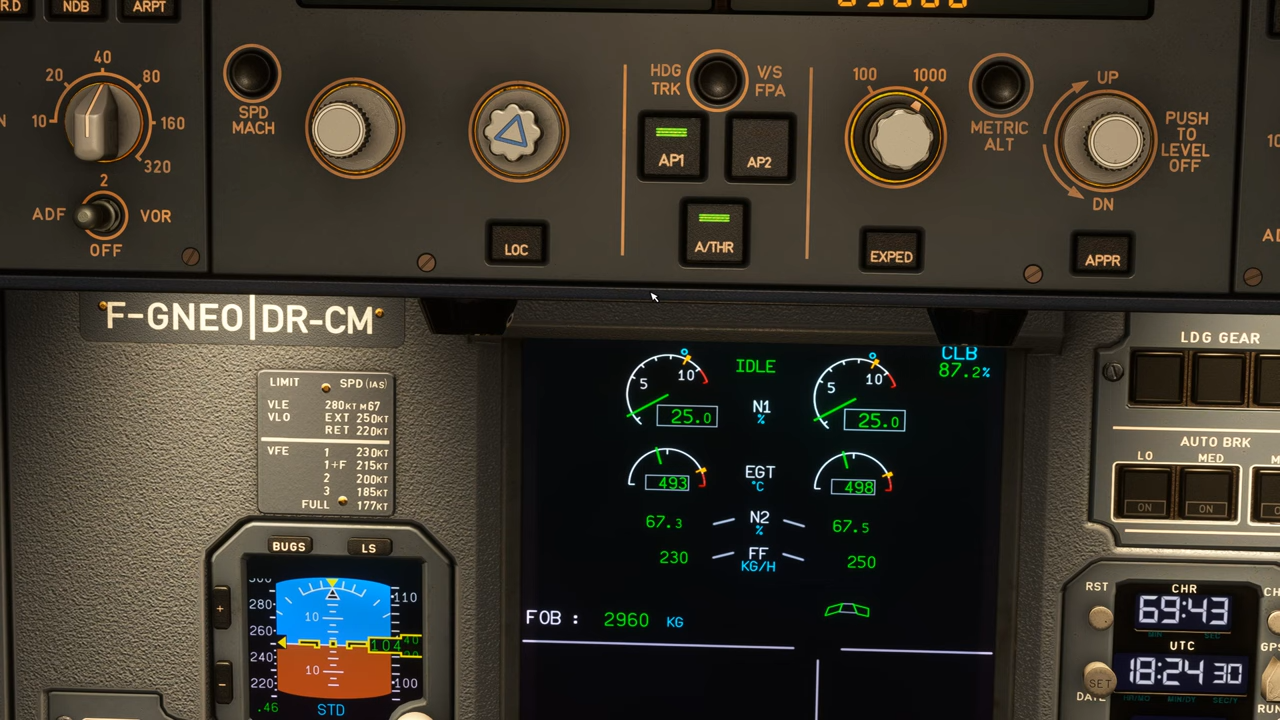 R.D NDB ARPT
10 20 40 80 160 320
SPD
MACH
2
ADF VOR
OFF
LOC
HDG
TRK
V/S
FPA
AP1 AP2
A/THR
100 1000
METRIC
ALT
EXPED
UP
DN
PUSH
TO
LEVEL
OFF
APPR
F-GNEO DR-CM
LIMIT SPD (IAS)
VLE 280KT M67
VLO EXT 250KT
RET 220KT
VFE 1 230KT
1+F 215KT
2 200KT
3 185KT
FULL 177KT
BUGS LS
+
-
280
260
240
220
10
10
110
104
100
.46
STD
5 10
IDLE
5 10
CLB
87.2%
25.0 N1 % 25.0
493 EGT °C 498
67.3 N2 % 67.5
230 FF KG/H 250
FOB : 2960 KG
LDG GEAR
AUTO BRK
LO MED
ON ON
RST CHR
69:43
MIN SEC
UTC
18:24 30
SET
DATE
GPS